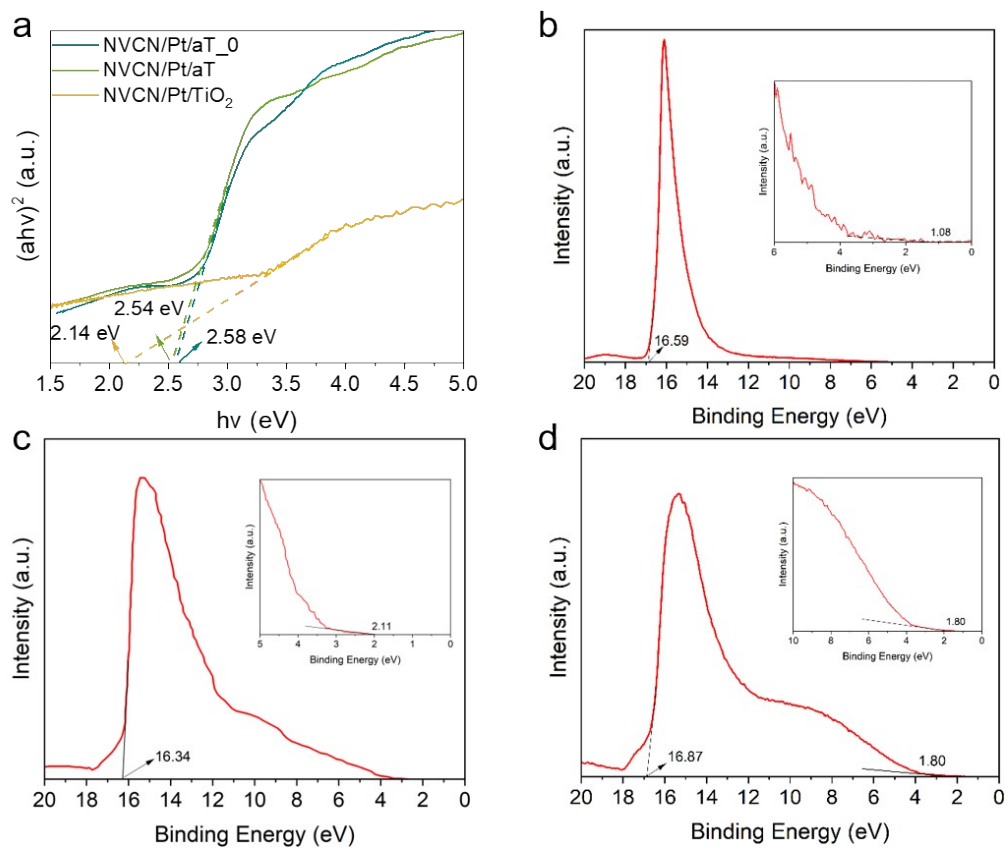 a
NVCN/Pt/aT_0
NVCN/Pt/aT
NVCN/Pt/TiO₂
(ahν)² (a.u.)
2.54 eV
2.14 eV
2.58 eV
1.5 2.0 2.5 3.0 3.5 4.0 4.5 5.0
hν (eV)
b
Intensity (a.u.)
Intensity (a.u.)
1.08
6 4 2 0
Binding Energy (eV)
16.59
20 18 16 14 12 10 8 6 4 2 0
Binding Energy (eV)
c
Intensity (a.u.)
Intensity (a.u.)
2.11
5 4 3 2 1 0
Binding Energy (eV)
16.34
20 18 16 14 12 10 8 6 4 2 0
Binding Energy (eV)
d
Intensity (a.u.)
Intensity (a.u.)
1.80
10 8 6 4 2 0
Binding Energy (eV)
16.87
1.80
20 18 16 14 12 10 8 6 4 2 0
Binding Energy (eV)